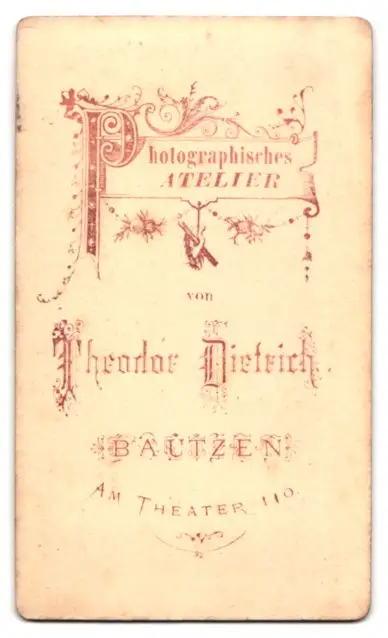 Photographisches
ATELIER
von
Theodor Dietrich.
BAUTZEN
AM THEATER 110.